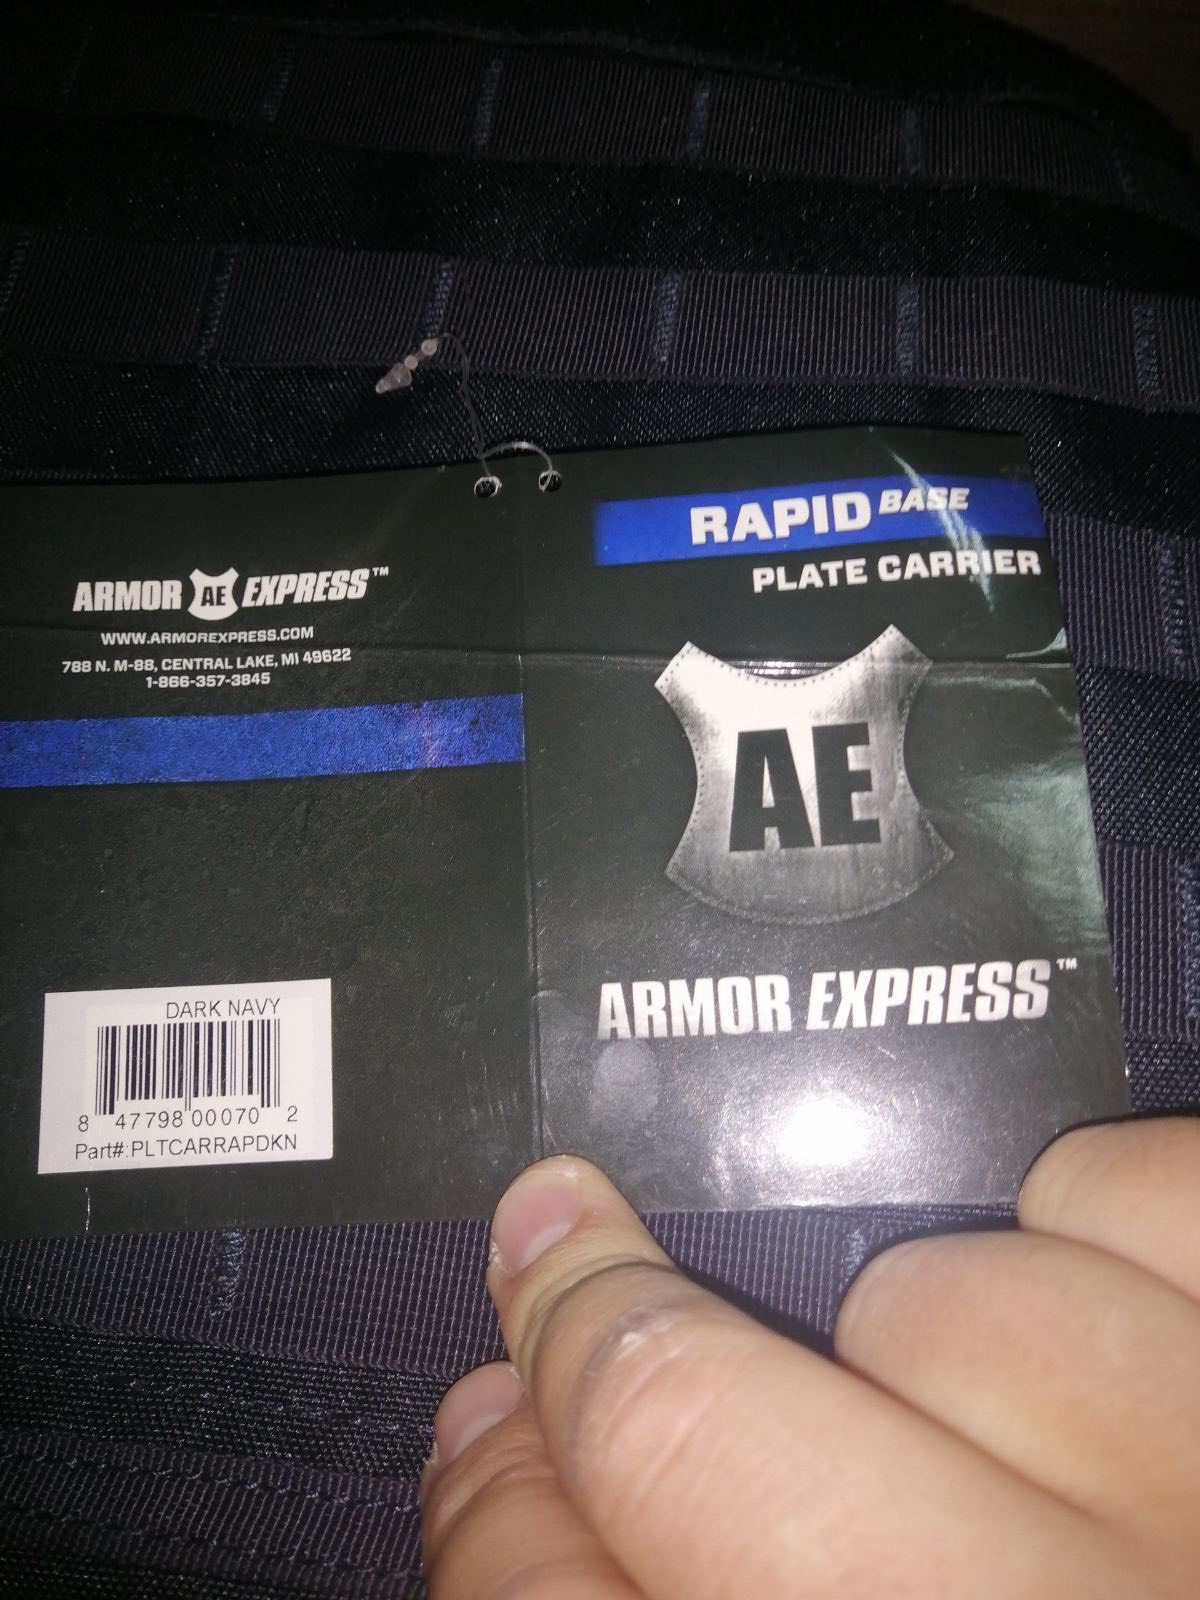 ARMOR AE EXPRESS™
WWW.ARMOREXPRESS.COM
788 N. M-88, CENTRAL LAKE, MI 49622
1-866-357-3845
DARK NAVY
8 47798 00070 2
Part#:PLTCARRAPDKN
RAPID BASE
PLATE CARRIER
AE
ARMOR EXPRESS™